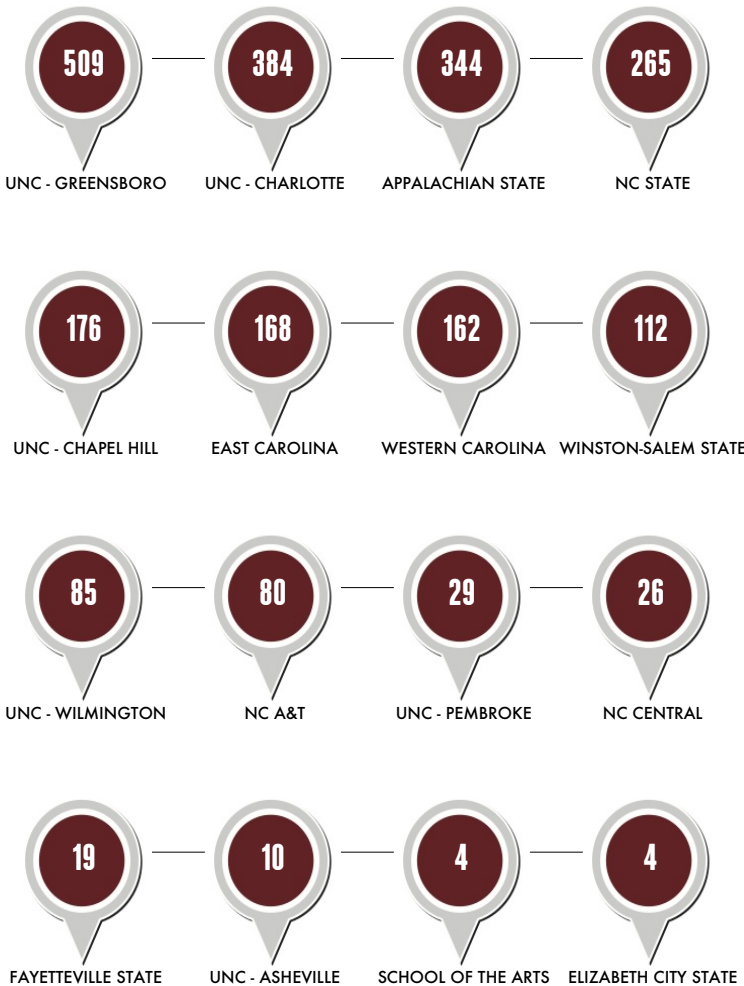 509 384 344 265
UNC - GREENSBORO UNC - CHARLOTTE APPALACHIAN STATE NC STATE
176 168 162 112
UNC - CHAPEL HILL EAST CAROLINA WESTERN CAROLINA WINSTON-SALEM STATE
85 80 29 26
UNC - WILMINGTON NC A&T UNC - PEMBROKE NC CENTRAL
19 10 4 4
FAYETTEVILLE STATE UNC - ASHEVILLE SCHOOL OF THE ARTS ELIZABETH CITY STATE